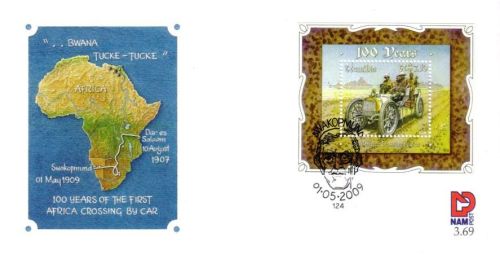 ". . BWANA
TUCKE - TUCKE"
AFRICA
Dar-es
Salaam
10 August
1907
Swakopmund
01 May 1909
100 YEARS OF THE FIRST
AFRICA CROSSING BY CAR
100 Years
Namibia
SWAKOPMUND
01-05-2009
124
NAM
POST
3.69